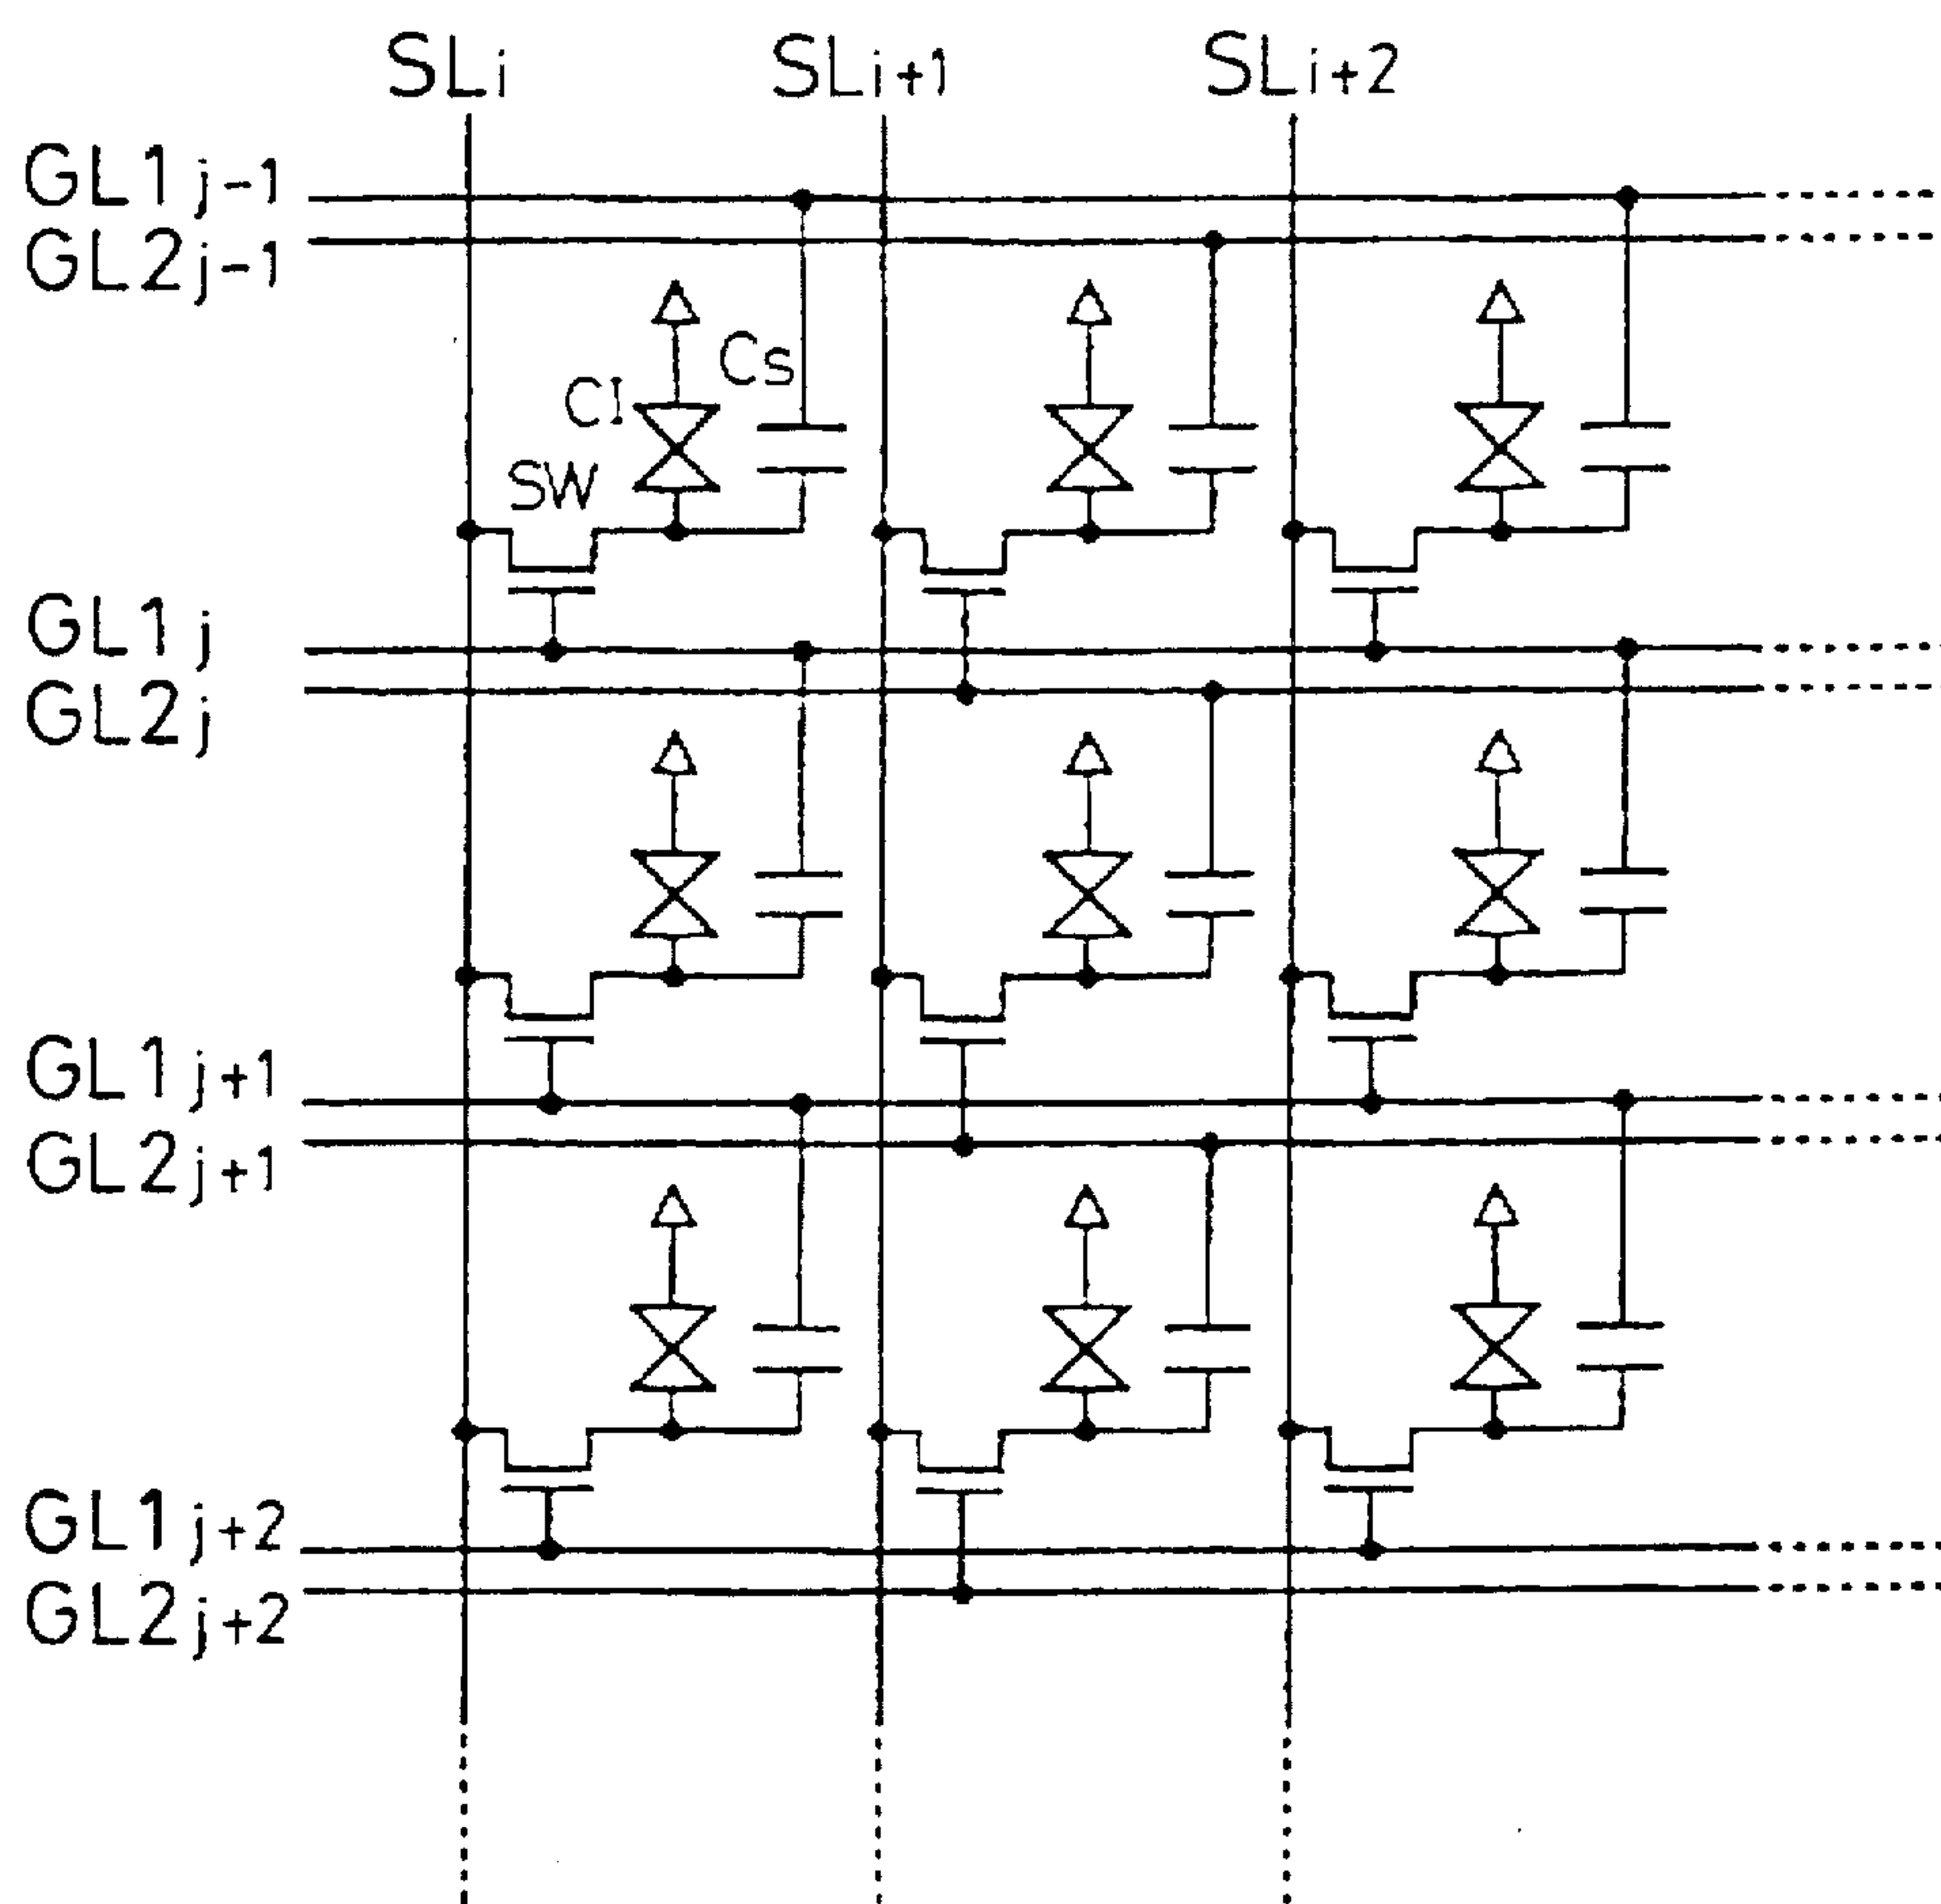 SLi SLi+1 SLi+2
GL1j-1
GL2j-1
Cs
Cl
SW
GL1j
GL2j
GL1j+1
GL2j+1
GL1j+2
GL2j+2